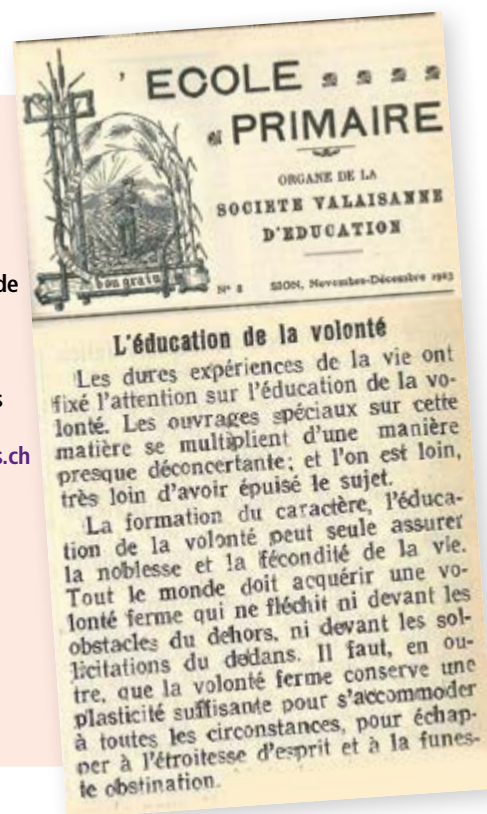 ' ECOLE
PRIMAIRE
ORGANE DE LA
SOCIETE VALAISANNE
D'EDUCATION
bon grain
N° 8 SION, Novembre-Décembre 1923
L'éducation de la volonté
Les dures expériences de la vie ont
fixé l'attention sur l'éducation de la vo-
lonté. Les ouvrages spéciaux sur cette
matière se multiplient d'une manière
presque déconcertante; et l'on est loin,
très loin d'avoir épuisé le sujet.
La formation du caractère, l'éduca-
tion de la volonté peut seule assurer
la noblesse et la fécondité de la vie.
Tout le monde doit acquérir une vo-
lonté ferme qui ne fléchit ni devant les
obstacles du dehors, ni devant les sol-
licitations du dedans. Il faut, en ou-
tre, que la volonté ferme conserve une
plasticité suffisante pour s'accommoder
à toutes les circonstances, pour échap-
per à l'étroitesse d'esprit et à la funes-
te obstination.
de
s
s.ch